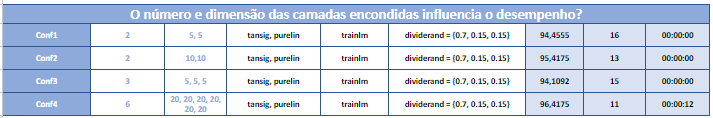 O número e dimensão das camadas encondidas influencia o desempenho?
Conf1 2 5, 5 tansig, purelin trainlm dividerand = {0.7, 0.15, 0.15} 94,4555 16 00:00:00
Conf2 2 10,10 tansig, purelin trainlm dividerand = {0.7, 0.15, 0.15} 95,4175 13 00:00:00
Conf3 3 5, 5, 5 tansig, purelin trainlm dividerand = {0.7, 0.15, 0.15} 94,1092 15 00:00:00
Conf4 6 20, 20, 20, 20, 20, 20 tansig, purelin trainlm dividerand = {0.7, 0.15, 0.15} 96,4175 11 00:00:12